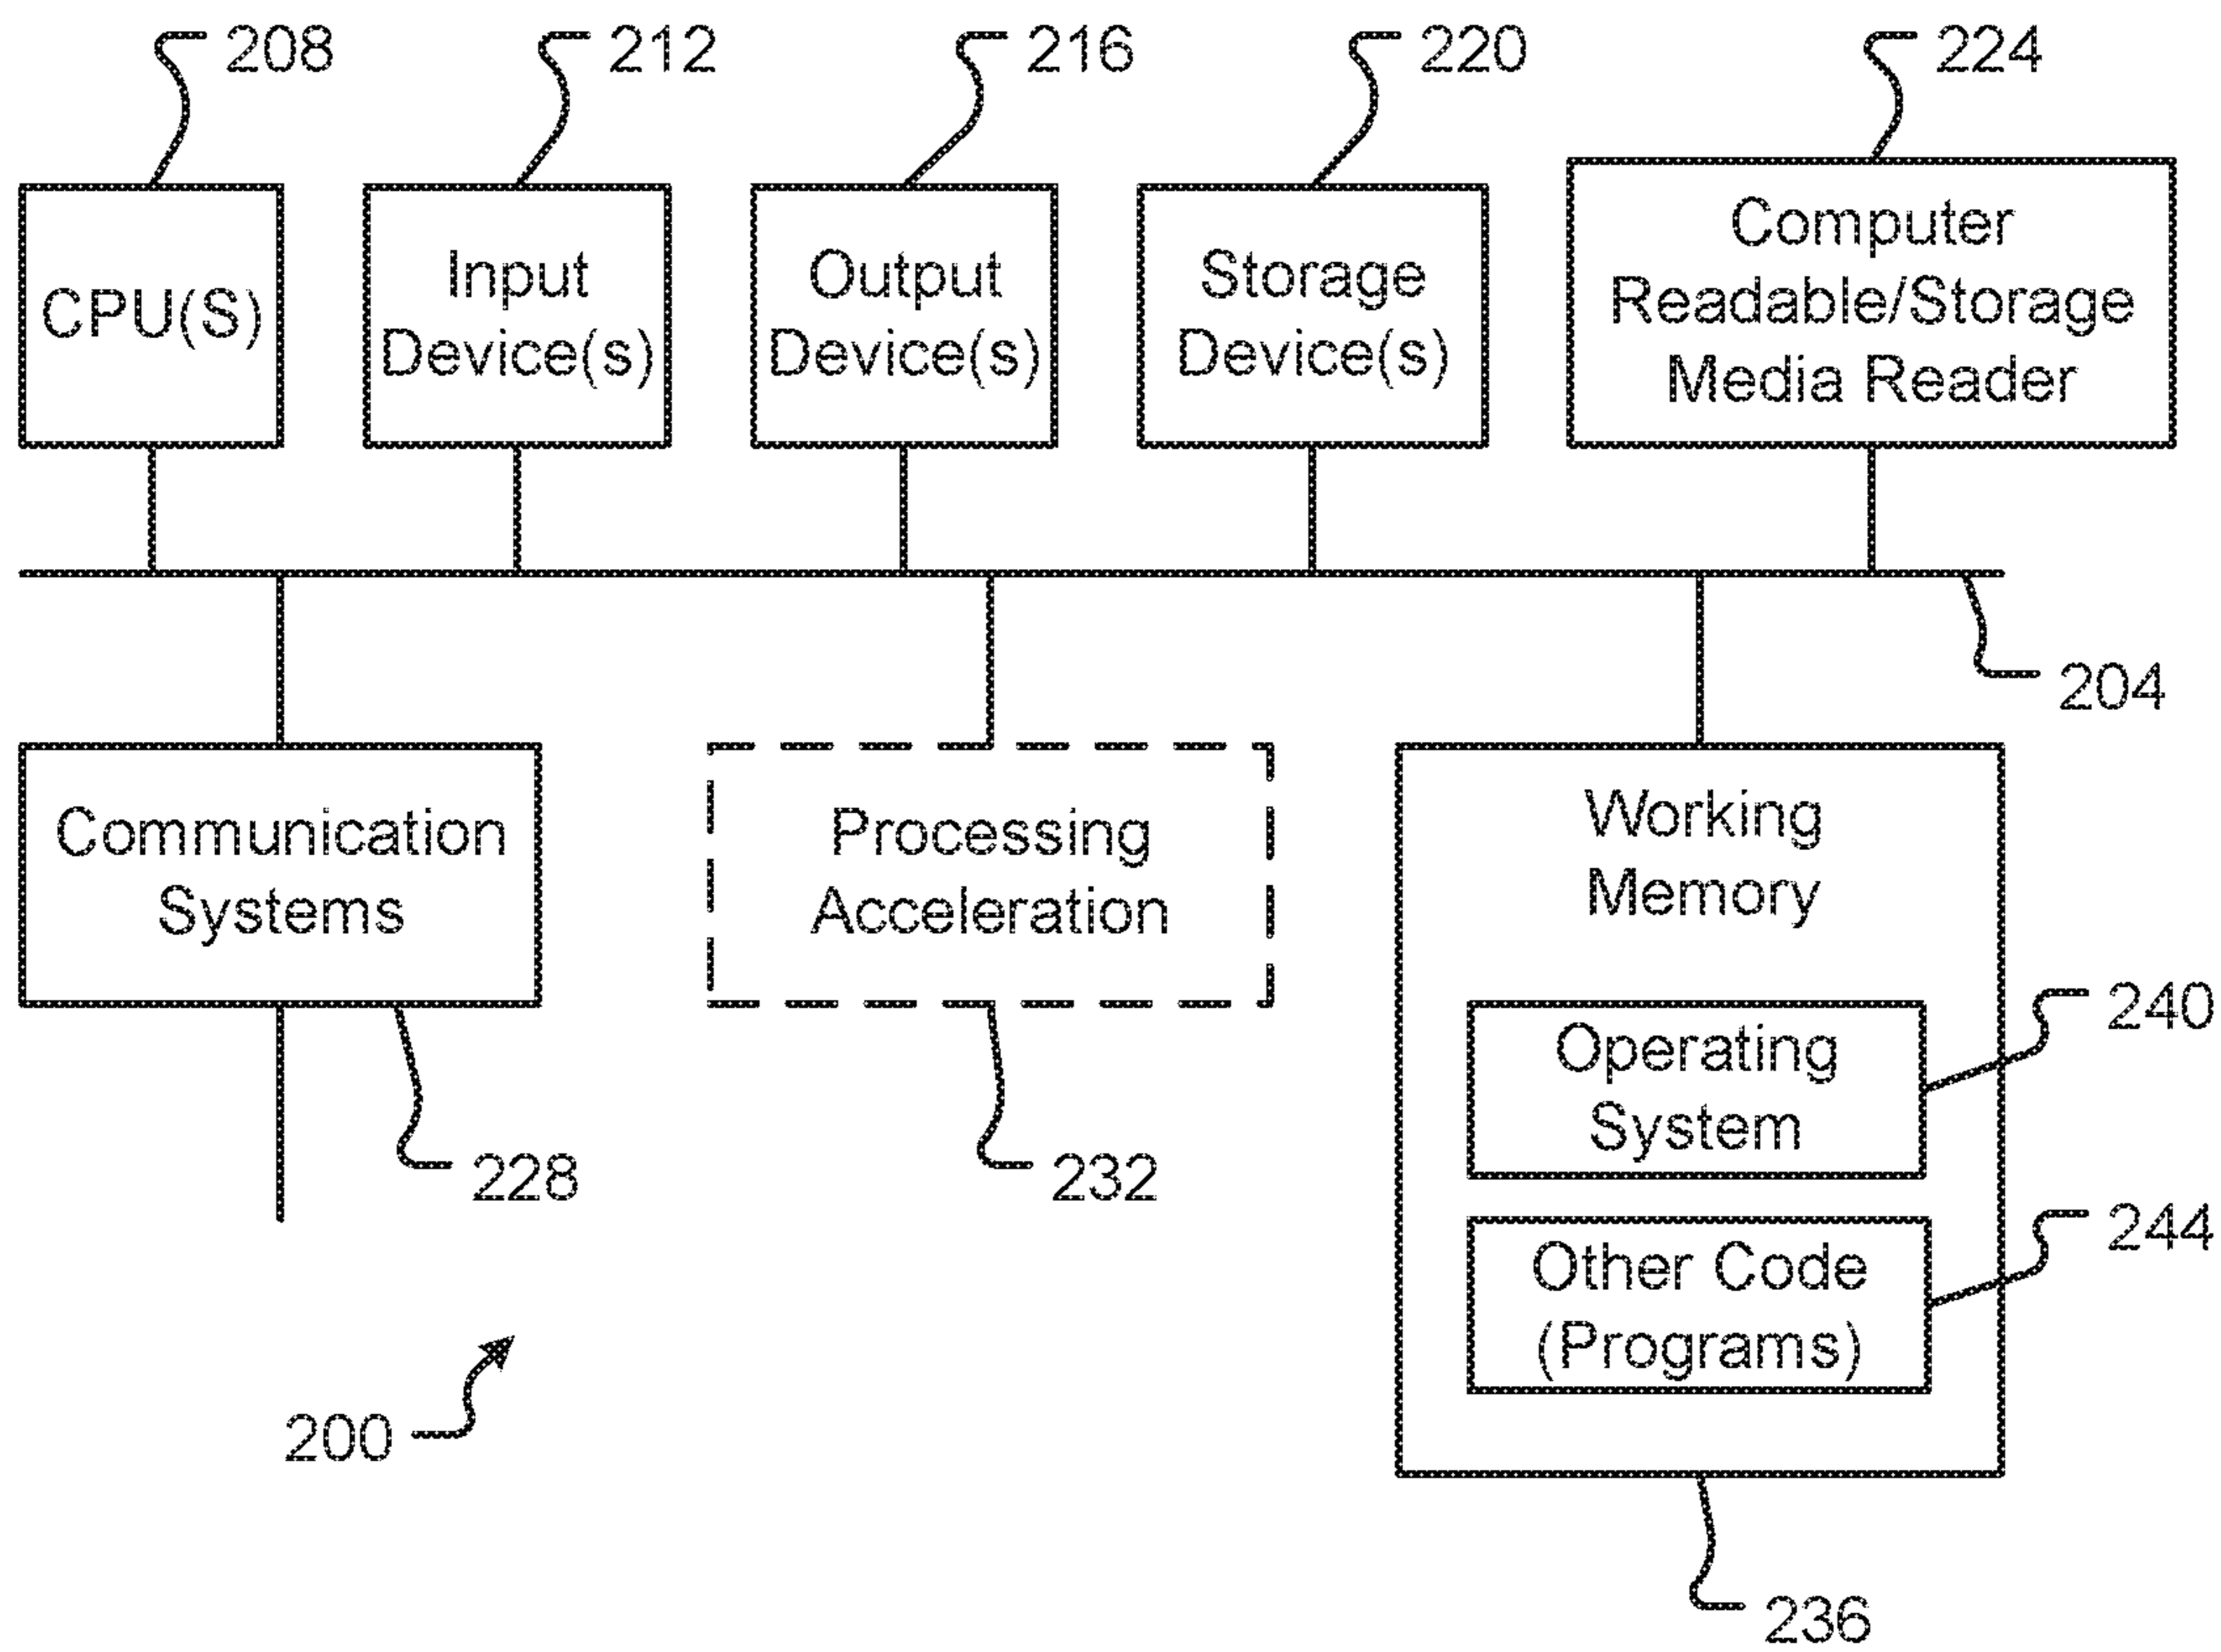 208
212
216
220
224
CPU(S)
Input
Device(s)
Output
Device(s)
Storage
Device(s)
Computer
Readable/Storage
Media Reader
204
Communication
Systems
Processing
Acceleration
Working
Memory
Operating
System
240
Other Code
(Programs)
244
228
232
200
236